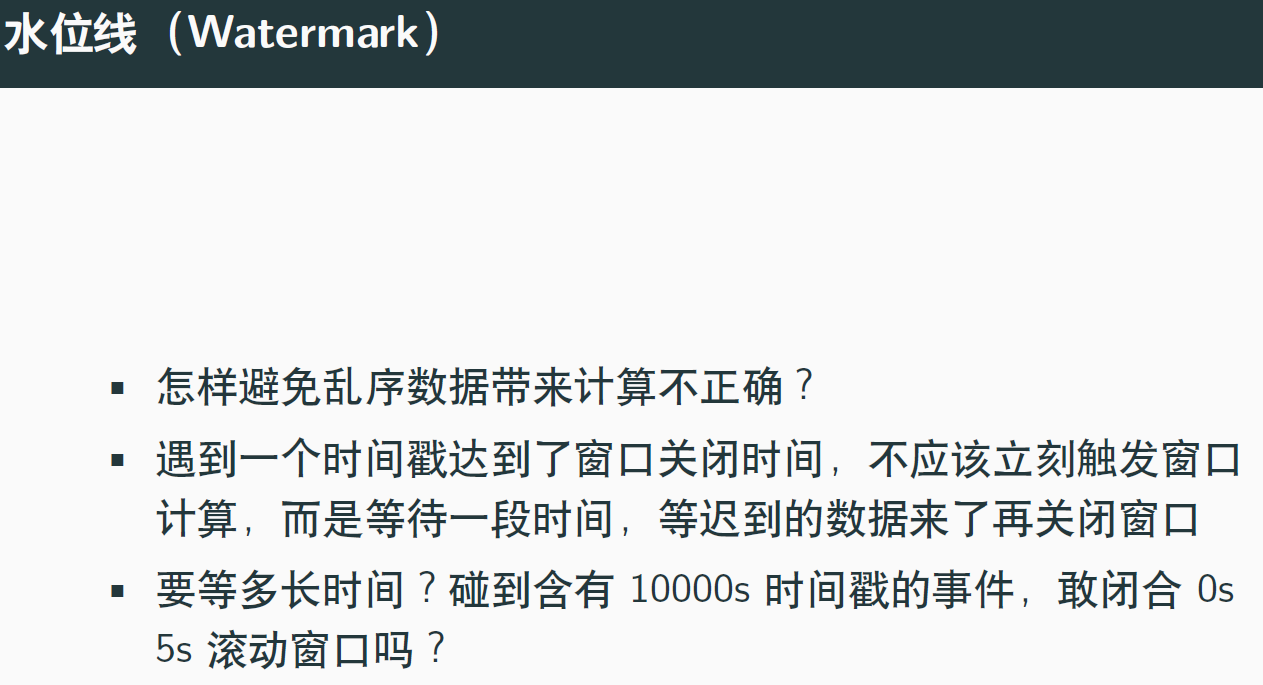 水位线（Watermark）
▪ 怎样避免乱序数据带来计算不正确？
▪ 遇到一个时间戳达到了窗口关闭时间，不应该立刻触发窗口
计算，而是等待一段时间，等迟到的数据来了再关闭窗口
▪ 要等多长时间？碰到含有 10000s 时间戳的事件，敢闭合 0s
5s 滚动窗口吗？